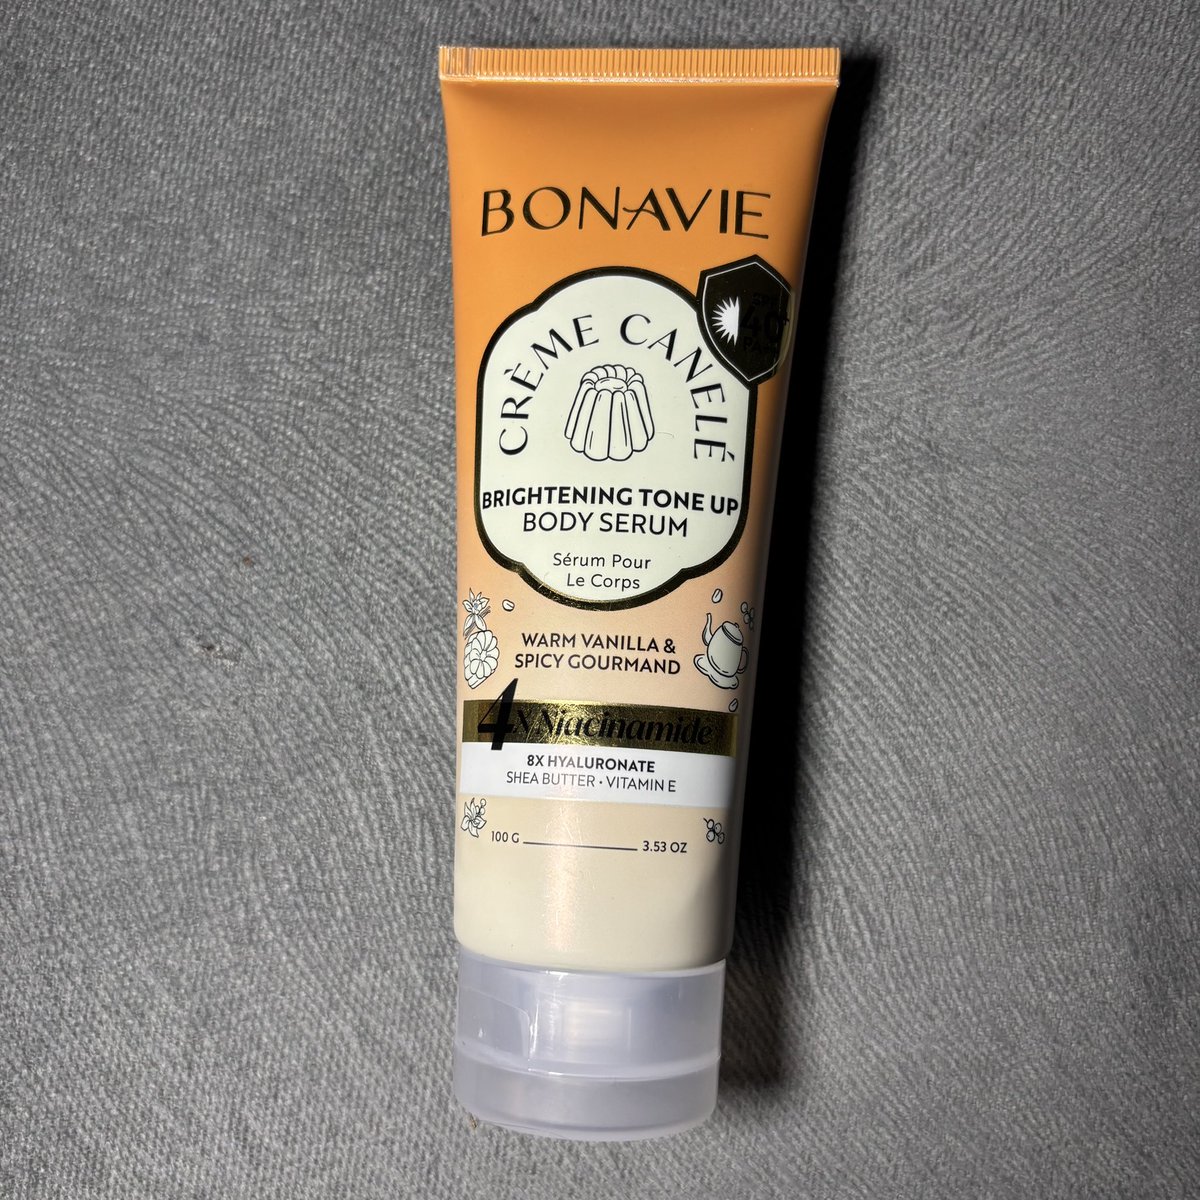 BONAVIE
40+
CRÈME CANELÉ
BRIGHTENING TONE UP
BODY SERUM
Sérum Pour
Le Corps
WARM VANILLA &
SPICY GOURMAND
4X Niacinamide
8X HYALURONATE
SHEA BUTTER • VITAMIN E
100 G
3.53 OZ